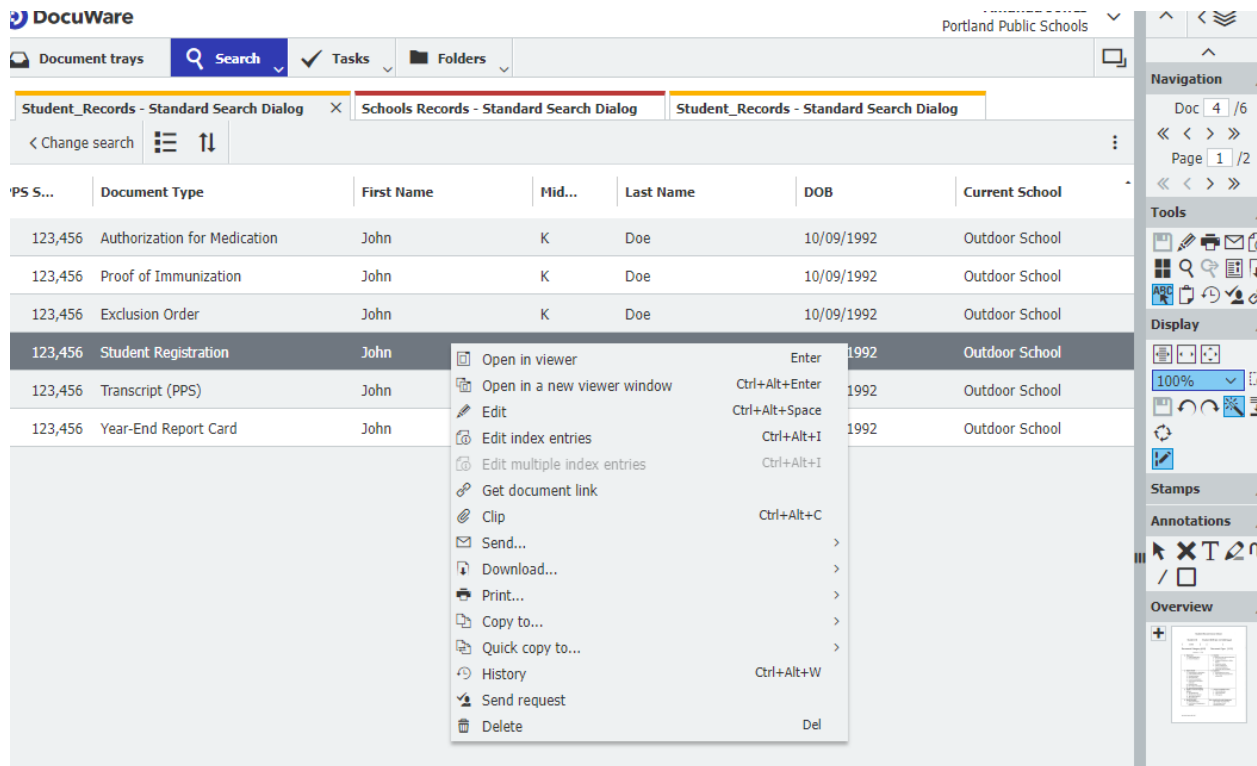 DocuWare
Portland Public Schools
Document trays Search Tasks Folders
Student_Records - Standard Search Dialog × Schools Records - Standard Search Dialog Student_Records - Standard Search Dialog
< Change search
PS S... Document Type First Name Mid... Last Name DOB Current School
123,456 Authorization for Medication John K Doe 10/09/1992 Outdoor School
123,456 Proof of Immunization John K Doe 10/09/1992 Outdoor School
123,456 Exclusion Order John K Doe 10/09/1992 Outdoor School
123,456 Student Registration John 1992 Outdoor School
123,456 Transcript (PPS) John 1992 Outdoor School
123,456 Year-End Report Card John 1992 Outdoor School
Open in viewer Enter
Open in a new viewer window Ctrl+Alt+Enter
Edit Ctrl+Alt+Space
Edit index entries Ctrl+Alt+I
Edit multiple index entries Ctrl+Alt+I
Get document link
Clip Ctrl+Alt+C
Send...
Download...
Print...
Copy to...
Quick copy to...
History Ctrl+Alt+W
Send request
Delete Del
Navigation
Doc 4 /6
Page 1 /2
Tools
ABC
Display
100%
Stamps
Annotations
T
Overview